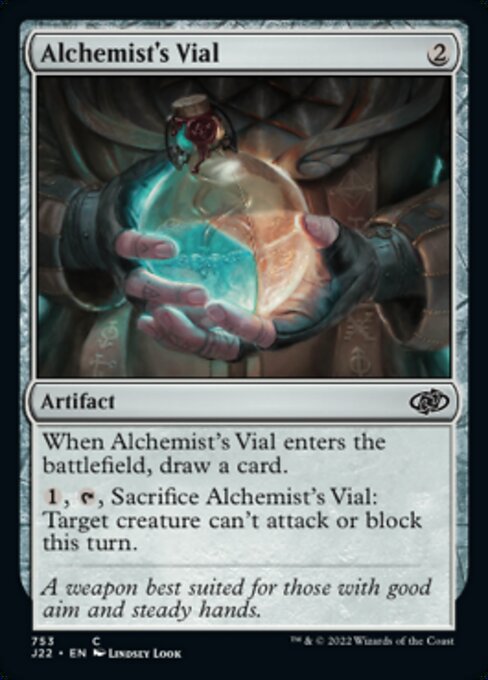 Alchemist's Vial 2
Artifact
When Alchemist's Vial enters the
battlefield, draw a card.
1, , Sacrifice Alchemist's Vial:
Target creature can't attack or block
this turn.
A weapon best suited for those with good
aim and steady hands.
753 C
J22 • EN Lindsey Look
™ & © 2022 Wizards of the Coast